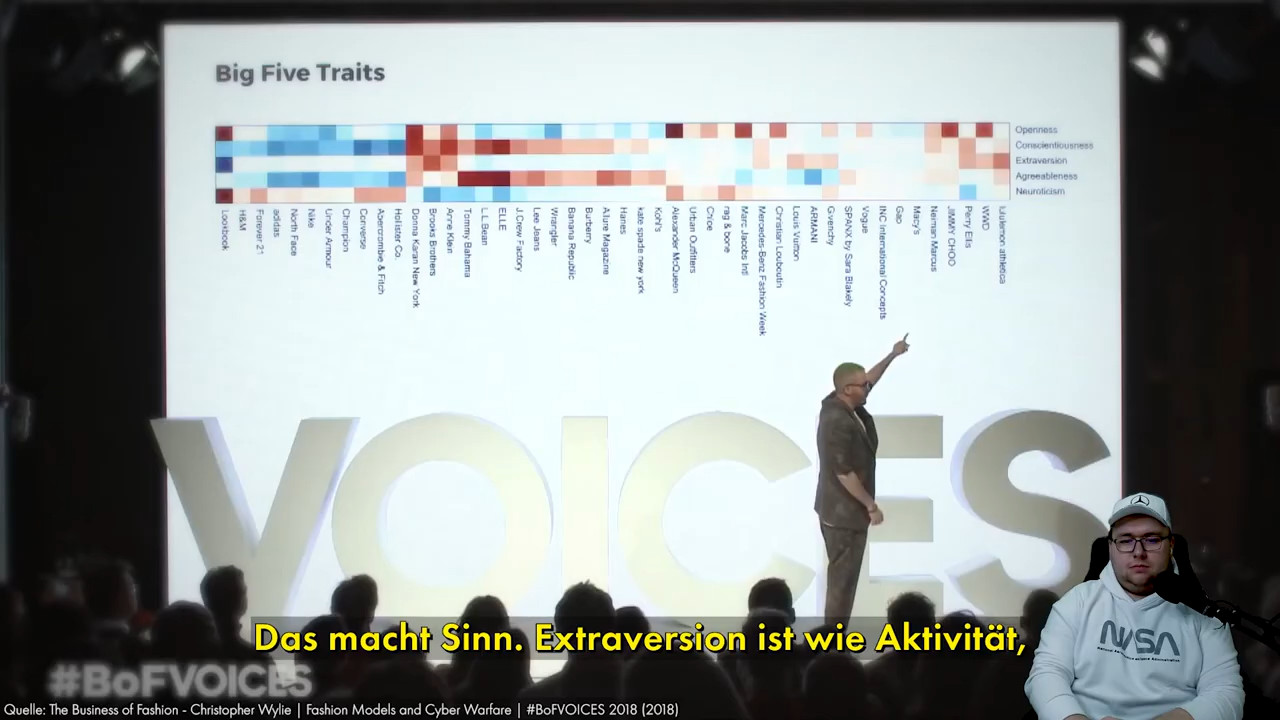 Big Five Traits
Openness
Conscientiousness
Extraversion
Agreeableness
Neuroticism
Lookbook
H&M
Forever 21
adidas
North Face
Nike
Under Armour
Champion
Converse
Abercrombie & Fitch
Hollister Co.
Donna Karan New York
Brooks Brothers
Anne Klein
Tommy Bahama
L.L.Bean
ELLE
J.Crew Factory
Lee Jeans
Wrangler
Banana Republic
Burberry
Allure Magazine
Hanes
kate spade new york
Kohl's
Alexander McQueen
Urban Outfitters
rag & bone
Marc Jacobs Intl
Mercedes-Benz Fashion Week
Christian Louboutin
Louis Vuitton
ARMANI
Givenchy
SPANX by Sara Blakely
Vogue
INC International Concepts
Gap
Macy's
Neiman Marcus
JIMMY CHOO
Perry Ellis
WWD
lululemon athletica
VOICES
Das macht Sinn. Extraversion ist wie Aktivität,
NASA
#BoFVOICES
Quelle: The Business of Fashion - Christopher Wylie | Fashion Models and Cyber Warfare | #BoFVOICES 2018 (2018)